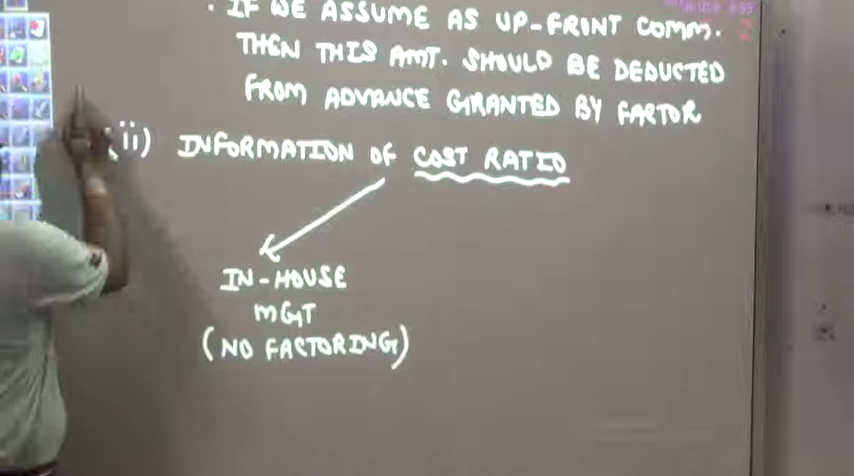 . IF WE ASSUME AS UP-FRONT COMM.
THEN THIS AMT. SHOULD BE DEDUCTED
FROM ADVANCE GRANTED BY FACTOR
(ii) INFORMATION OF COST RATIO
IN-HOUSE
MGT
(NO FACTORING)